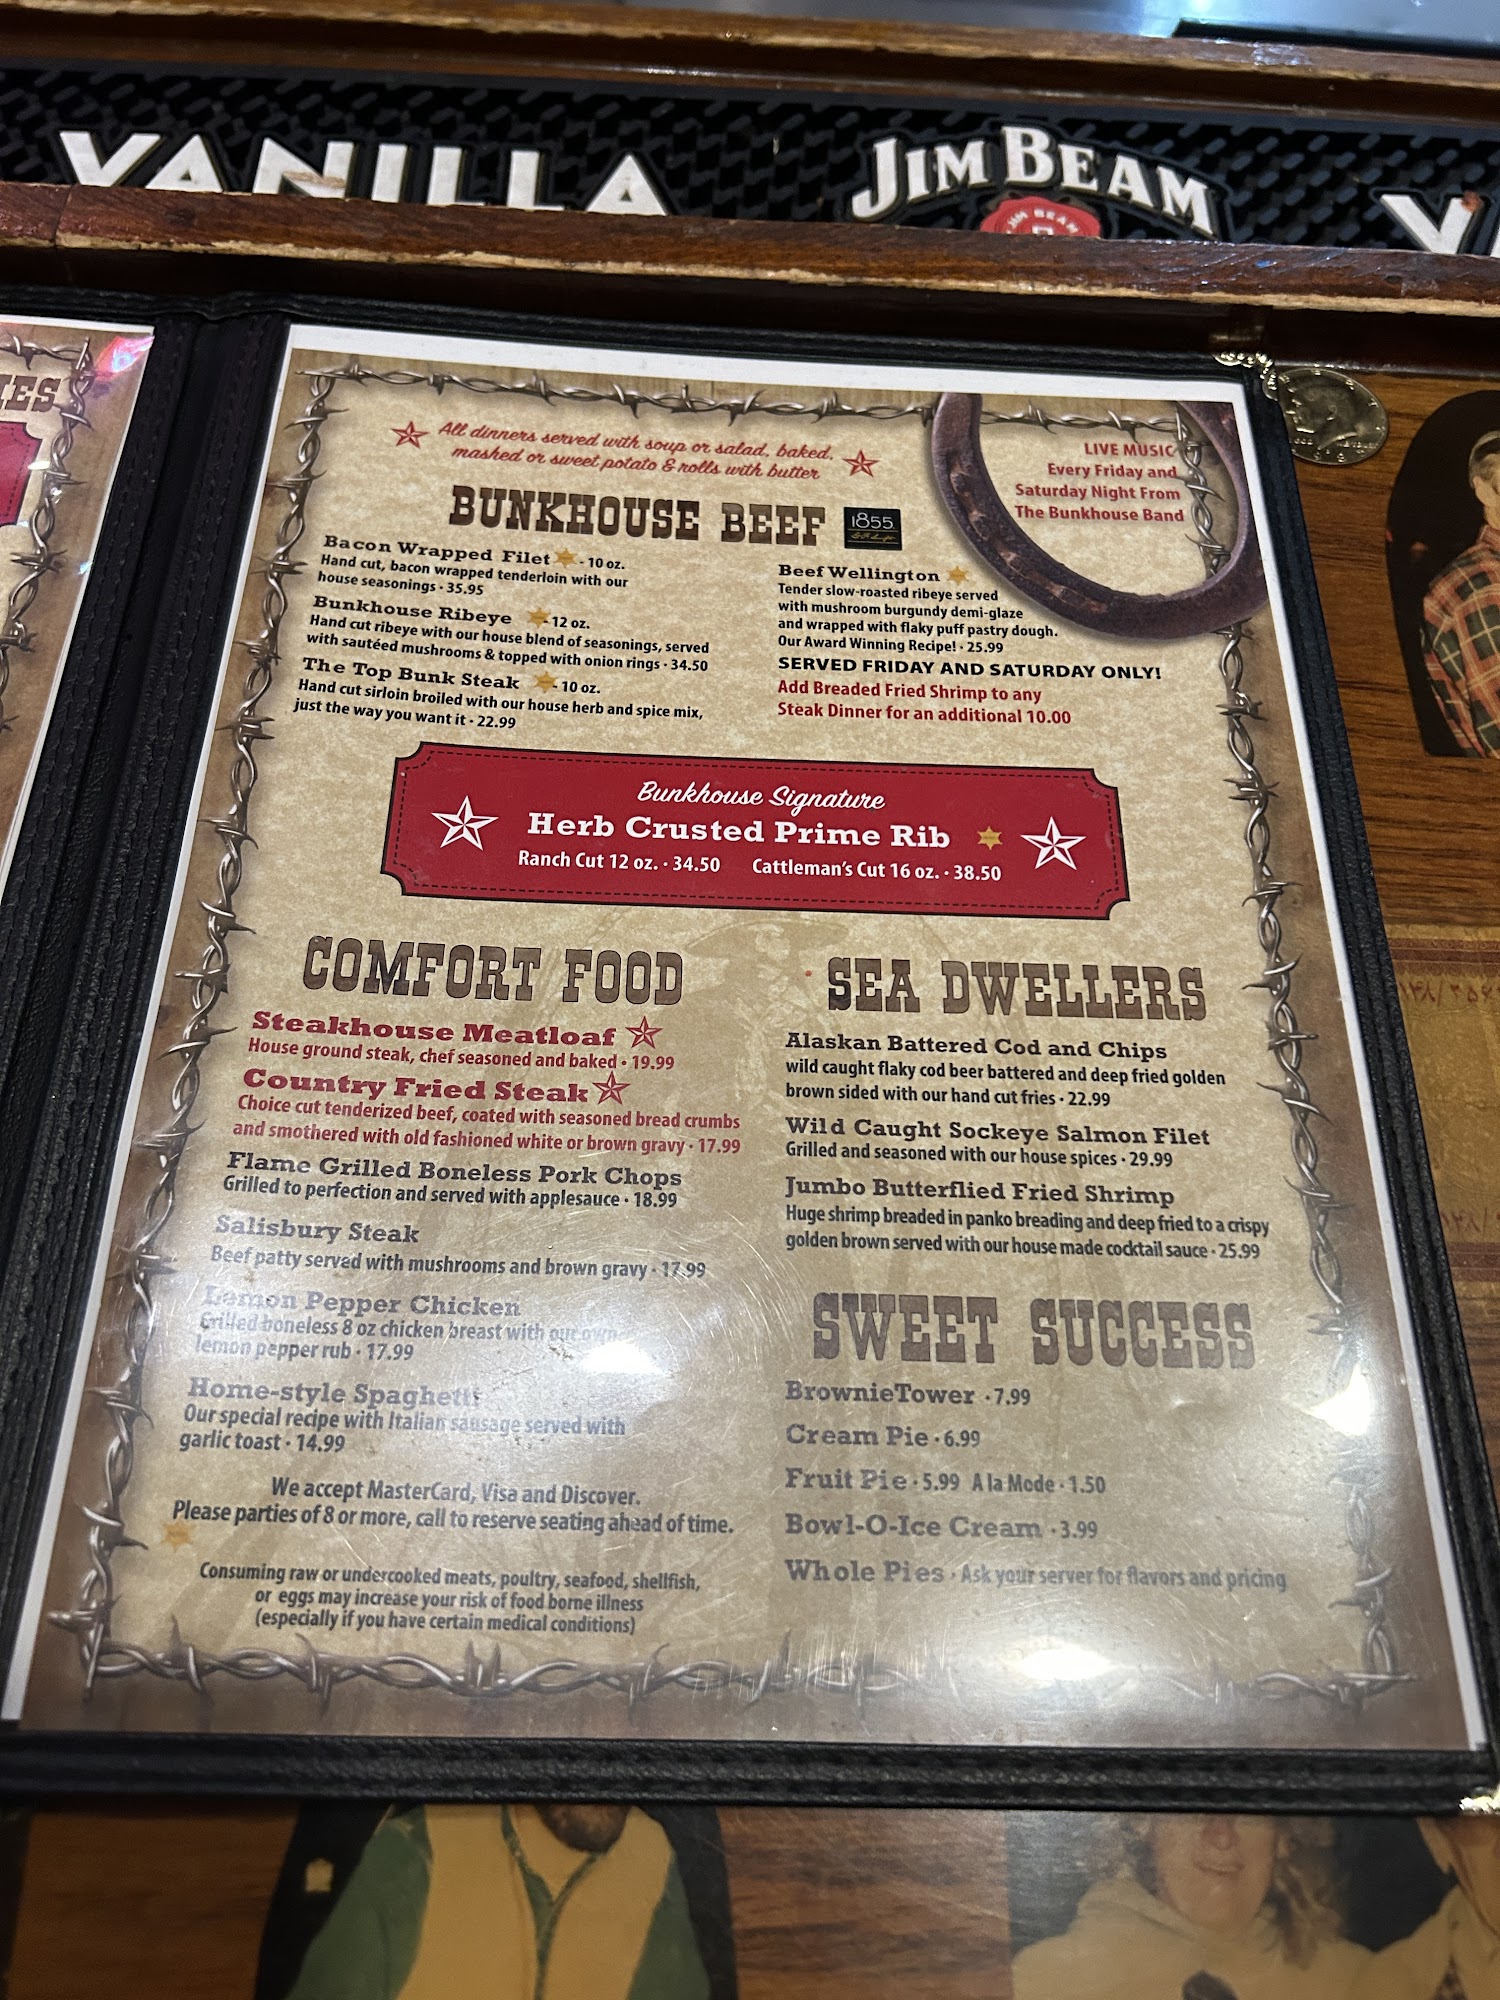 VANILLA
JIM BEAM
JIM BEAM
IES
All dinners served with soup or salad, baked,
mashed or sweet potato & rolls with butter
LIVE MUSIC
Every Friday and
Saturday Night From
The Bunkhouse Band
BUNKHOUSE BEEF
1855
Bacon Wrapped Filet - 10 oz.
Hand cut, bacon wrapped tenderloin with our
house seasonings · 35.95
Bunkhouse Ribeye - 12 oz.
Hand cut ribeye with our house blend of seasonings, served
with sautéed mushrooms & topped with onion rings · 34.50
The Top Bunk Steak - 10 oz.
Hand cut sirloin broiled with our house herb and spice mix,
just the way you want it · 22.99
Beef Wellington
Tender slow-roasted ribeye served
with mushroom burgundy demi-glaze
and wrapped with flaky puff pastry dough.
Our Award Winning Recipe! · 25.99
SERVED FRIDAY AND SATURDAY ONLY!
Add Breaded Fried Shrimp to any
Steak Dinner for an additional 10.00
Bunkhouse Signature
Herb Crusted Prime Rib
Ranch Cut 12 oz. · 34.50 Cattleman's Cut 16 oz. · 38.50
COMFORT FOOD
Steakhouse Meatloaf
House ground steak, chef seasoned and baked · 19.99
Country Fried Steak
Choice cut tenderized beef, coated with seasoned bread crumbs
and smothered with old fashioned white or brown gravy · 17.99
Flame Grilled Boneless Pork Chops
Grilled to perfection and served with applesauce · 18.99
Salisbury Steak
Beef patty served with mushrooms and brown gravy · 17.99
Lemon Pepper Chicken
Grilled boneless 8 oz chicken breast with our own
lemon pepper rub · 17.99
Home-style Spaghetti
Our special recipe with Italian sausage served with
garlic toast · 14.99
We accept MasterCard, Visa and Discover.
Please parties of 8 or more, call to reserve seating ahead of time.
Consuming raw or undercooked meats, poultry, seafood, shellfish,
or eggs may increase your risk of food borne illness
(especially if you have certain medical conditions)
SEA DWELLERS
Alaskan Battered Cod and Chips
wild caught flaky cod beer battered and deep fried golden
brown sided with our hand cut fries · 22.99
Wild Caught Sockeye Salmon Filet
Grilled and seasoned with our house spices · 29.99
Jumbo Butterflied Fried Shrimp
Huge shrimp breaded in panko breading and deep fried to a crispy
golden brown served with our house made cocktail sauce · 25.99
SWEET SUCCESS
BrownieTower · 7.99
Cream Pie · 6.99
Fruit Pie · 5.99 A la Mode · 1.50
Bowl-O-Ice Cream · 3.99
Whole Pies · Ask your server for flavors and pricing